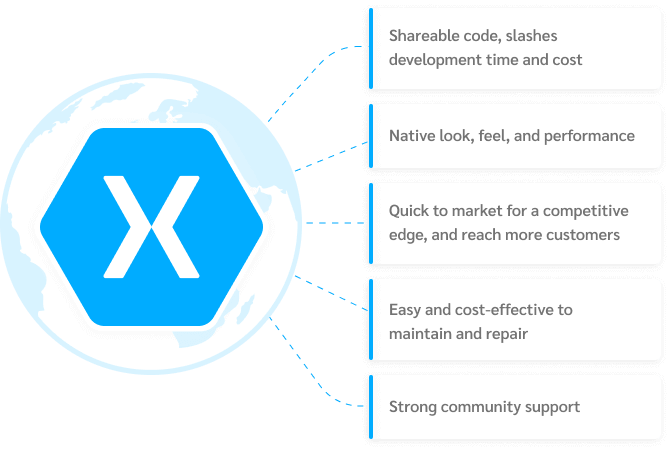 Shareable code, slashes
development time and cost
Native look, feel, and performance
Quick to market for a competitive
edge, and reach more customers
Easy and cost-effective to
maintain and repair
Strong community support